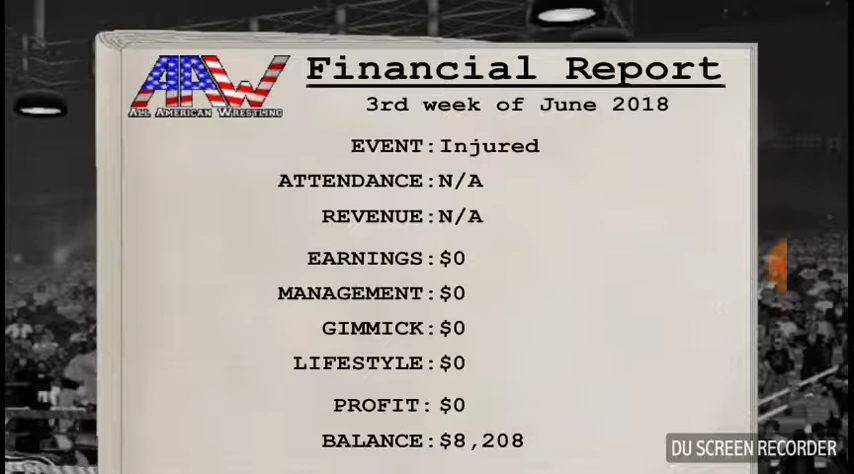 Financial Report
ALL AMERICAN WRESTLING
3rd week of June 2018
EVENT: Injured
ATTENDANCE: N/A
REVENUE: N/A
EARNINGS: $0
MANAGEMENT: $0
GIMMICK: $0
LIFESTYLE: $0
PROFIT: $0
BALANCE: $8,208
DU SCREEN RECORDER